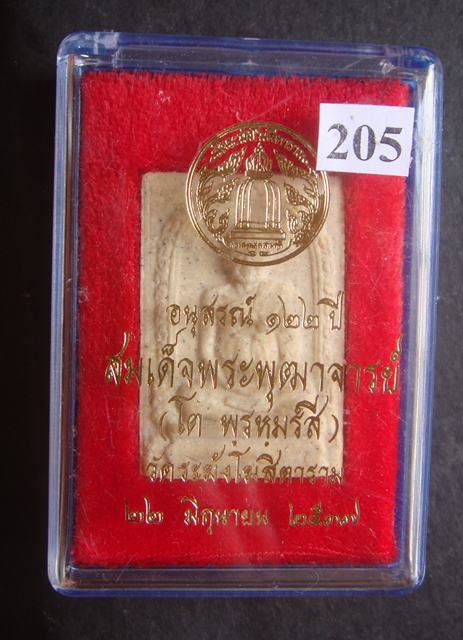 205
อนุสรณ์ ๑๒๒ ปี
สมเด็จพระพุฒาจารย์
(โต พรหมรํสี)
วัดระฆังโฆสิตาราม
๒๒ มิถุนายน ๒๕๓๗